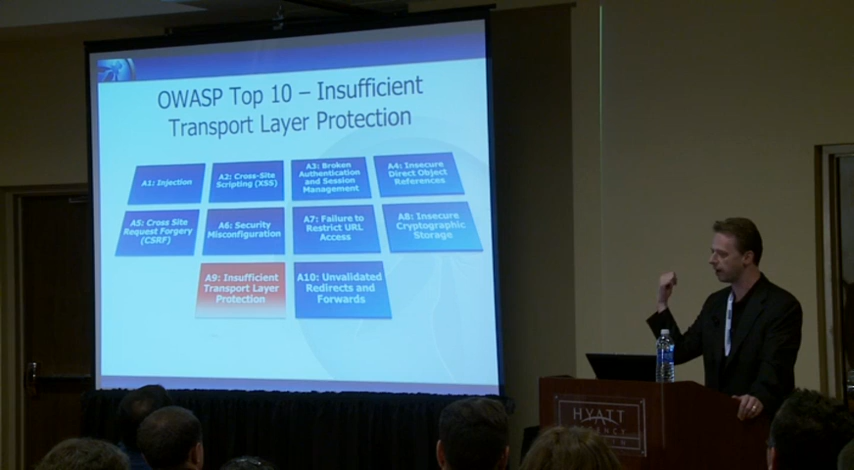 OWASP Top 10 – Insufficient
Transport Layer Protection
A1: Injection
A2: Cross-Site
Scripting (XSS)
A3: Broken
Authentication
and Session
Management
A4: Insecure
Direct Object
References
A5: Cross Site
Request Forgery
(CSRF)
A6: Security
Misconfiguration
A7: Failure to
Restrict URL
Access
A8: Insecure
Cryptographic
Storage
A9: Insufficient
Transport Layer
Protection
A10: Unvalidated
Redirects and
Forwards
HYATT
REGENCY